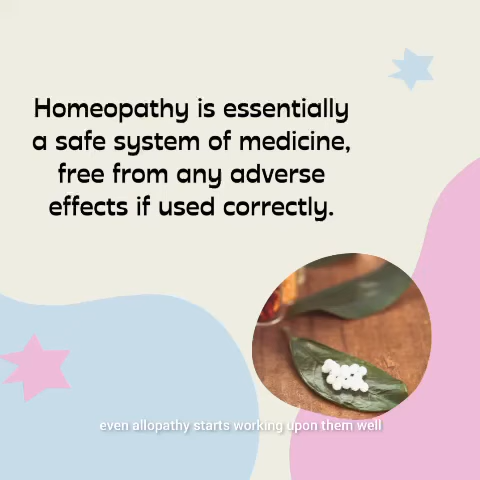 Homeopathy is essentially
a safe system of medicine,
free from any adverse
effects if used correctly.
even allopathy starts working upon them well